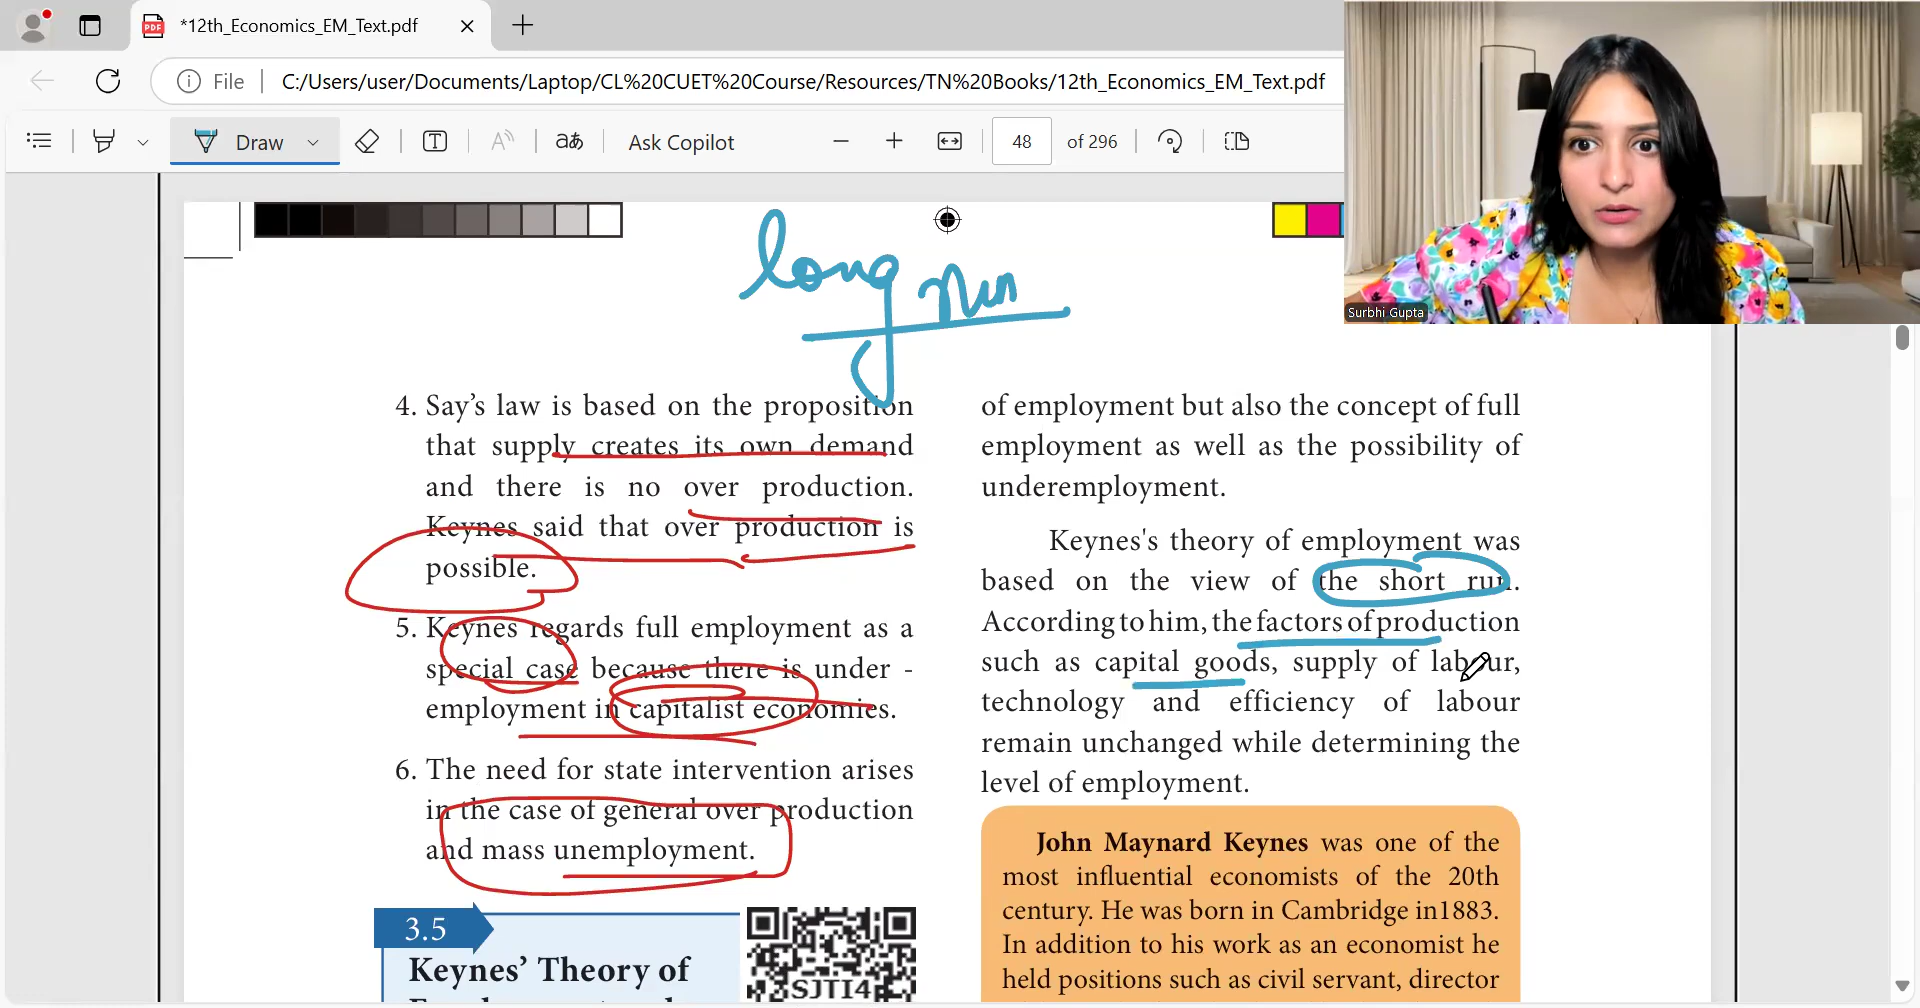 *12th_Economics_EM_Text.pdf
File
C:/Users/user/Documents/Laptop/CL%20CUET%20Course/Resources/TN%20Books/12th_Economics_EM_Text.pdf
Draw
Ask Copilot
48 of 296
Surbhi Gupta
long run
4. Say's law is based on the proposition
that supply creates its own demand
and there is no over production.
Keynes said that over production is
possible.
5. Keynes regards full employment as a
special case because there is under -
employment in capitalist economies.
6. The need for state intervention arises
in the case of general over production
and mass unemployment.
3.5
Keynes' Theory of
SJTI4
of employment but also the concept of full
employment as well as the possibility of
underemployment.
Keynes's theory of employment was
based on the view of the short run.
According to him, the factors of production
such as capital goods, supply of labour,
technology and efficiency of labour
remain unchanged while determining the
level of employment.
John Maynard Keynes was one of the
most influential economists of the 20th
century. He was born in Cambridge in1883.
In addition to his work as an economist he
held positions such as civil servant, director